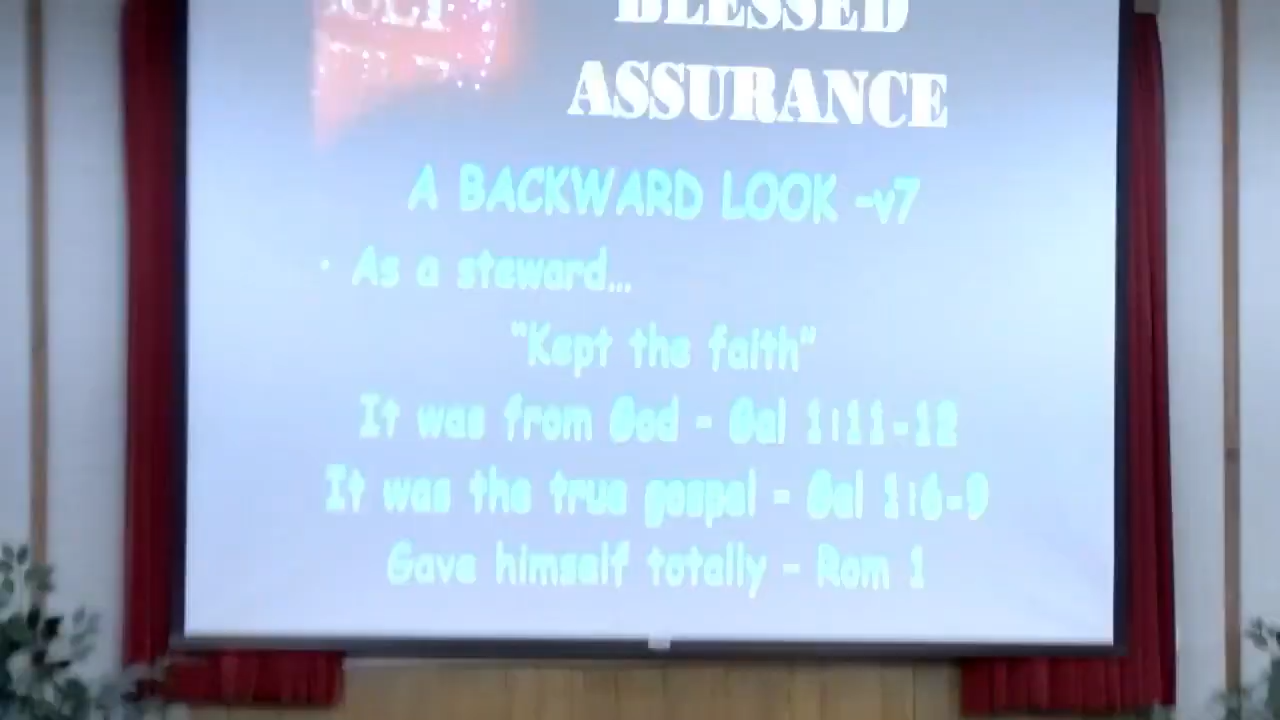 BLESSED
ASSURANCE
A BACKWARD LOOK -v7
• As a steward...
"Kept the faith"
It was from God - Gal 1:11-12
It was the true gospel - Gal 1:6-9
Gave himself totally - Rom 1